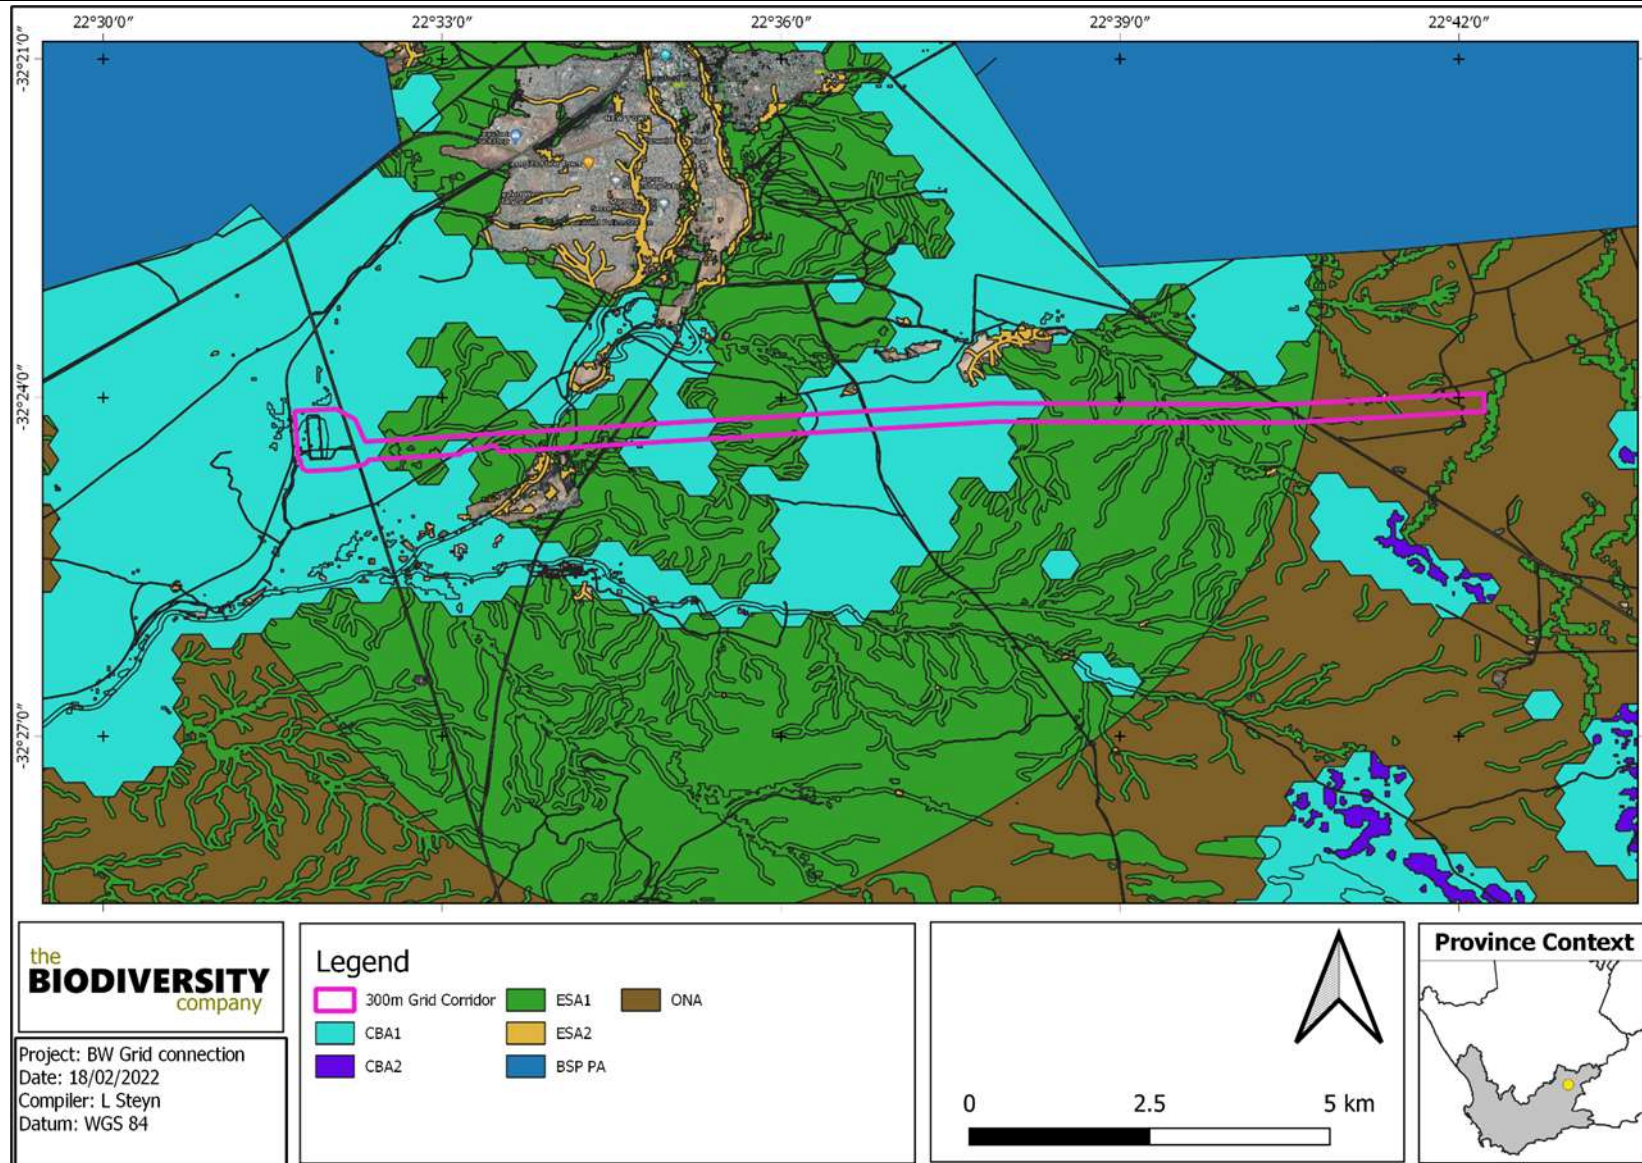 22°30′0″ 22°33′0″ 22°36′0″ 22°39′0″ 22°42′0″
-32°21′0″
-32°24′0″
-32°27′0″
the
BIODIVERSITY
company
Project: BW Grid connection
Date: 18/02/2022
Compiler: L Steyn
Datum: WGS 84
Legend
300m Grid Corridor
CBA1
CBA2
ESA1
ESA2
BSP PA
ONA
0 2.5 5 km
Province Context